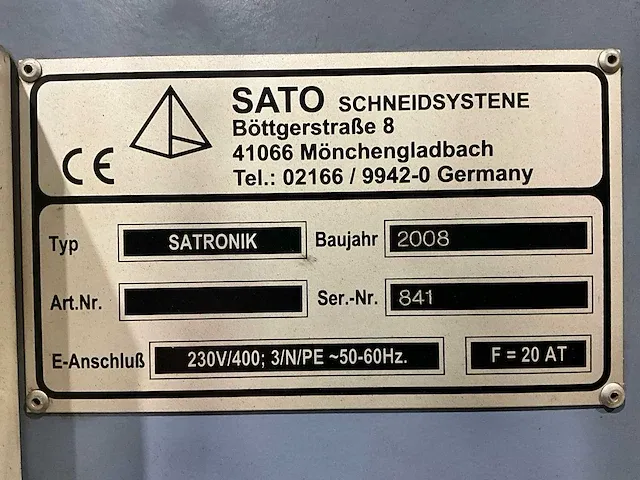 SATO SCHNEIDSYSTENE
Böttgerstraße 8
41066 Mönchengladbach
Tel.: 02166 / 9942-0 Germany
CE
Typ SATRONIK Baujahr 2008
Art.Nr. Ser.-Nr. 841
E-Anschluß 230V/400; 3/N/PE ~50-60Hz. F = 20 AT